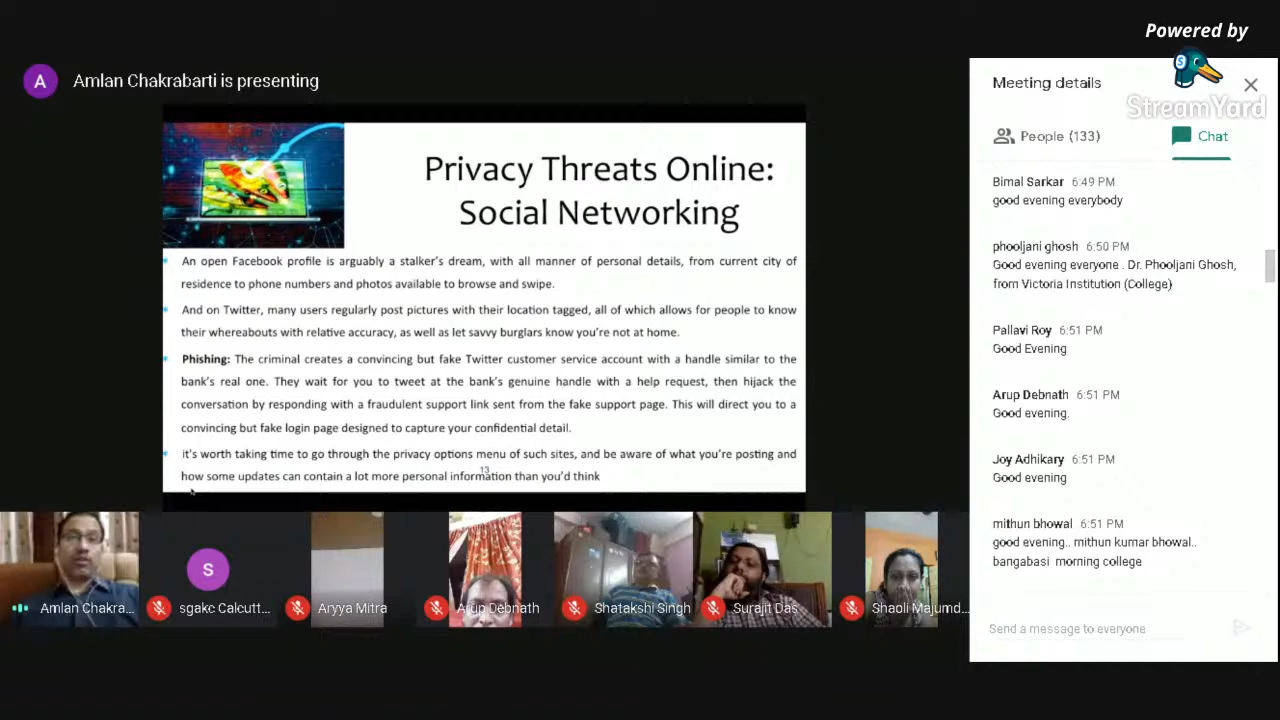 Powered by
StreamYard
A
Amlan Chakrabarti is presenting
Privacy Threats Online:
Social Networking
An open Facebook profile is arguably a stalker's dream, with all manner of personal details, from current city of
residence to phone numbers and photos available to browse and swipe.
And on Twitter, many users regularly post pictures with their location tagged, all of which allows for people to know
their whereabouts with relative accuracy, as well as let savvy burglars know you're not at home.
Phishing: The criminal creates a convincing but fake Twitter customer service account with a handle similar to the
bank's real one. They wait for you to tweet at the bank's genuine handle with a help request, then hijack the
conversation by responding with a fraudulent support link sent from the fake support page. This will direct you to a
convincing but fake login page designed to capture your confidential detail.
it's worth taking time to go through the privacy options menu of such sites, and be aware of what you're posting and
13
how some updates can contain a lot more personal information than you'd think
S
Amlan Chakra...
sgakc Calcutt...
Aryya Mitra
Arup Debnath
Shatakshi Singh
Surajit Das
Shaoli Majumd...
Meeting details
People (133)
Chat
Bimal Sarkar 6:49 PM
good evening everybody
phooljani ghosh 6:50 PM
Good evening everyone . Dr. Phooljani Ghosh,
from Victoria Institution (College)
Pallavi Roy 6:51 PM
Good Evening
Arup Debnath 6:51 PM
Good evening.
Joy Adhikary 6:51 PM
Good evening
mithun bhowal 6:51 PM
good evening.. mithun kumar bhowal..
bangabasi morning college
Send a message to everyone